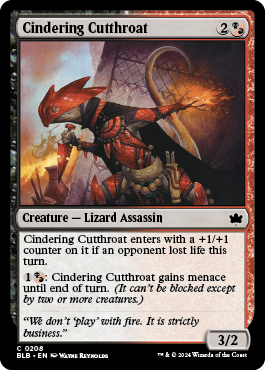 Cindering Cutthroat 2
Creature — Lizard Assassin
Cindering Cutthroat enters with a +1/+1
counter on it if an opponent lost life this
turn.
1 : Cindering Cutthroat gains menace
until end of turn. (It can't be blocked except
by two or more creatures.)
“We don't ‘play’ with fire. It is strictly
business.”
3/2
C 0208
BLB • EN Wayne Reynolds
™ & © 2024 Wizards of the Coast